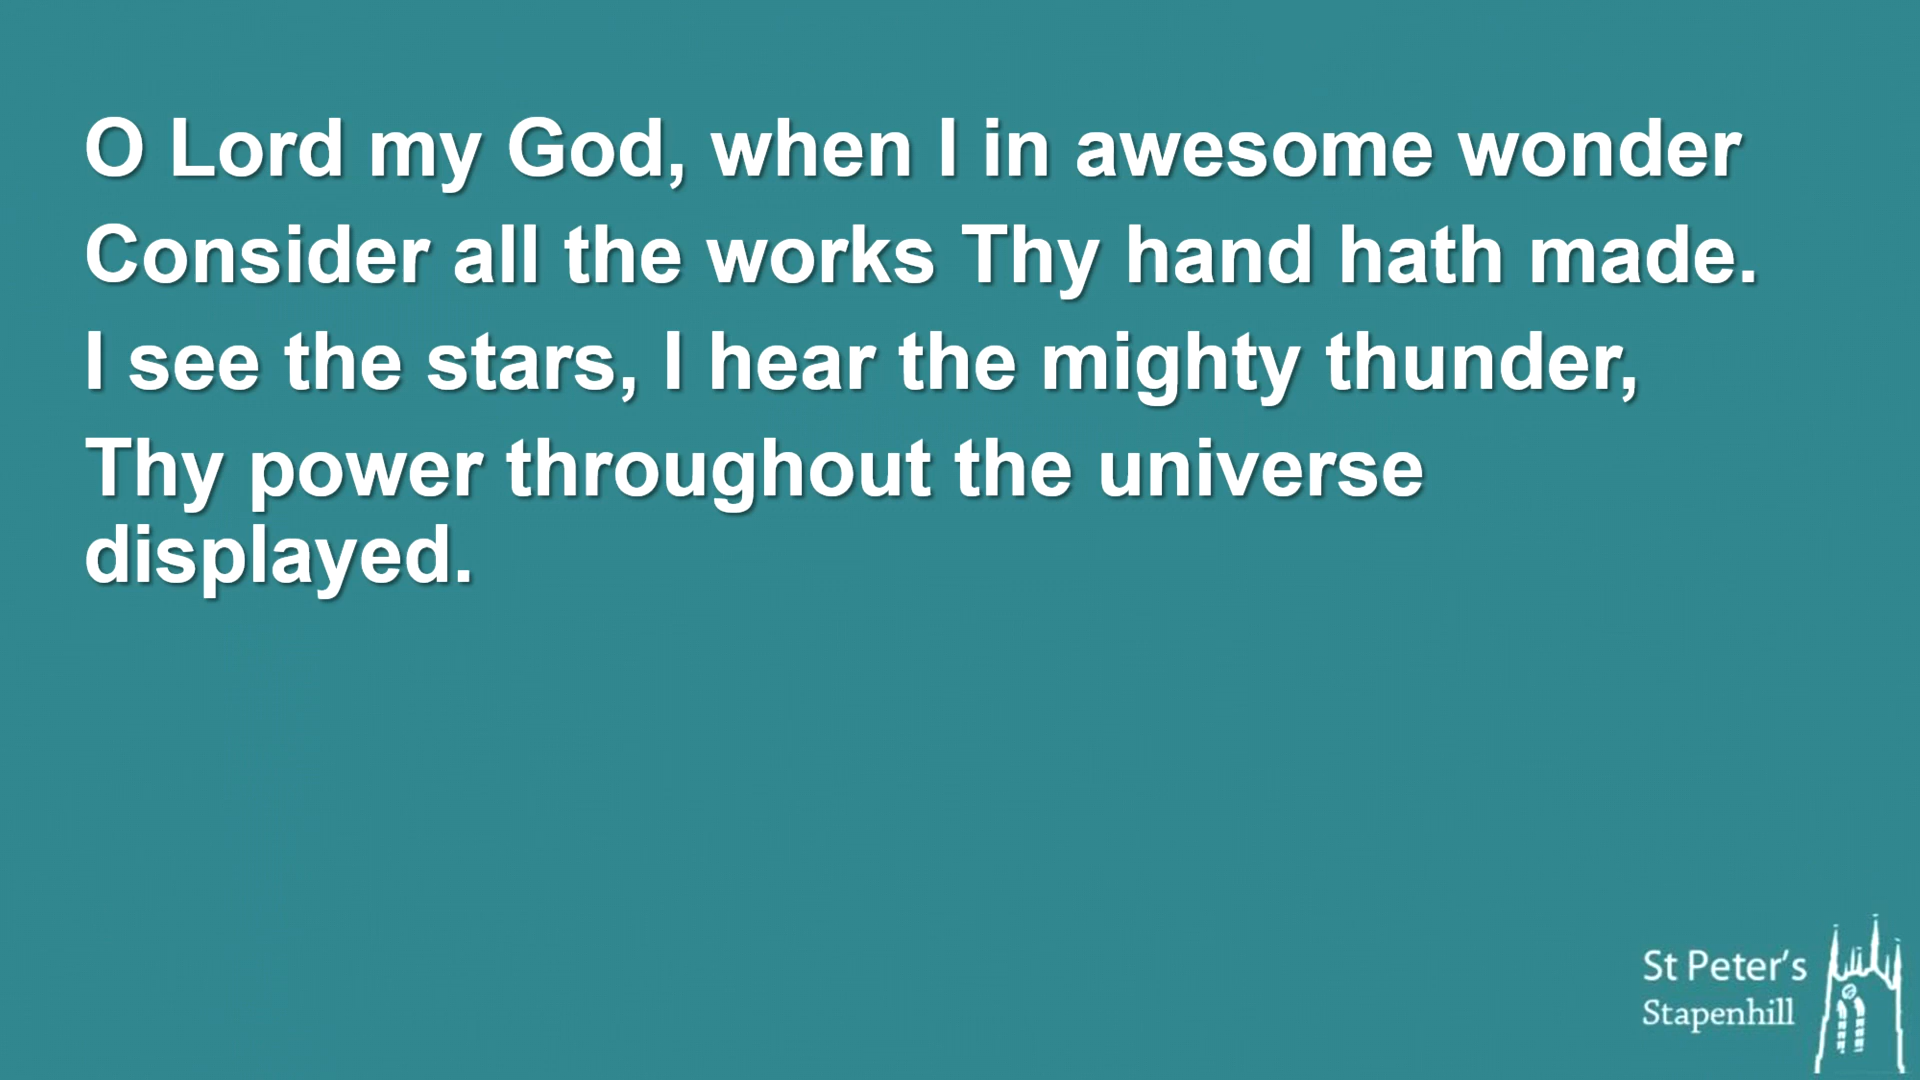 O Lord my God, when I in awesome wonder
Consider all the works Thy hand hath made.
I see the stars, I hear the mighty thunder,
Thy power throughout the universe
displayed.
St Peter's
Stapenhill